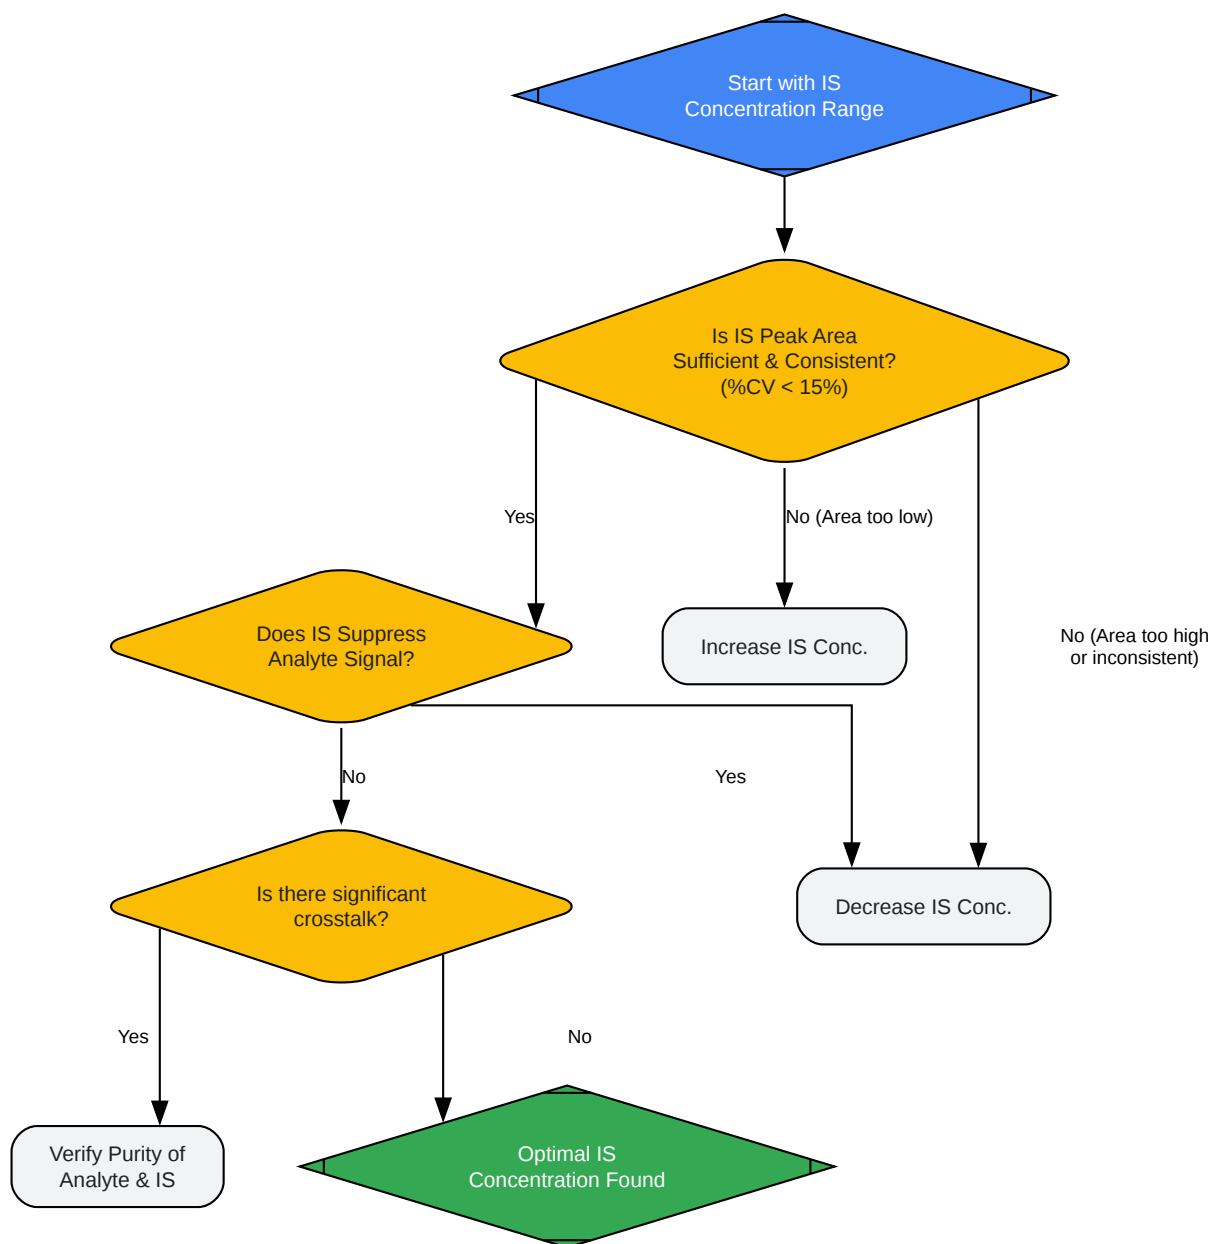 Start with IS
Concentration Range
Is IS Peak Area
Sufficient & Consistent?
(%CV < 15%)
Yes
No (Area too low)
No (Area too high
or inconsistent)
Does IS Suppress
Analyte Signal?
Increase IS Conc.
No
Yes
Is there significant
crosstalk?
Decrease IS Conc.
Yes
No
Verify Purity of
Analyte & IS
Optimal IS
Concentration Found